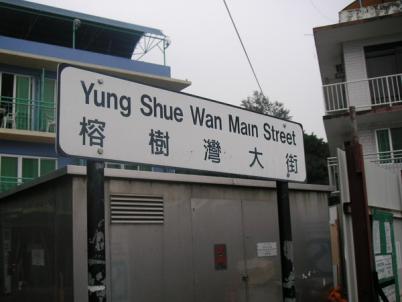 Yung Shue Wan Main Street
榕樹灣大街